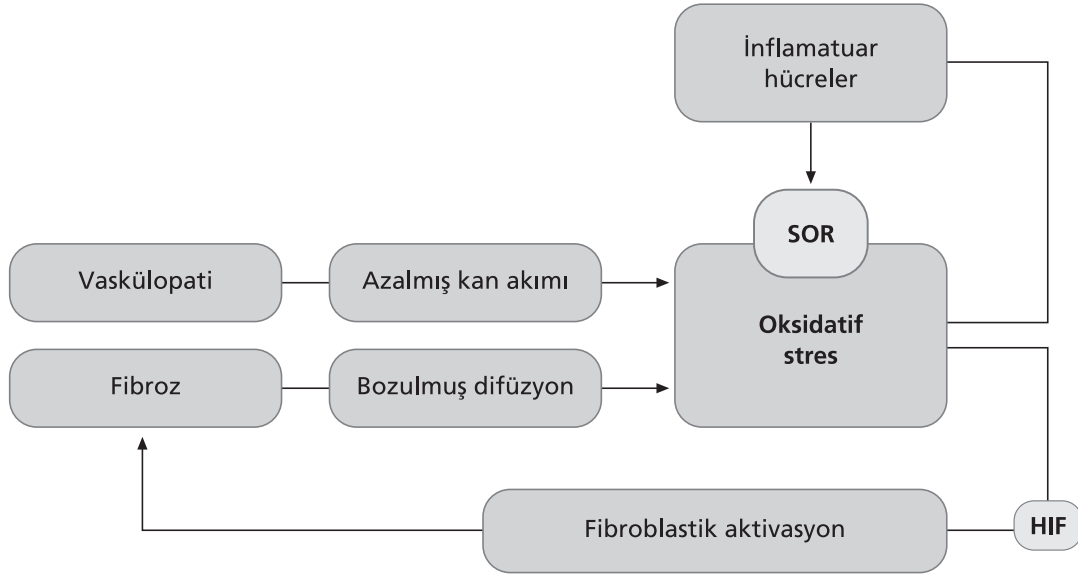 İnflamatuar
hücreler
SOR
Vaskülopati
Azalmış kan akımı
Oksidatif
stres
Fibroz
Bozulmuş difüzyon
Fibroblastik aktivasyon
HIF